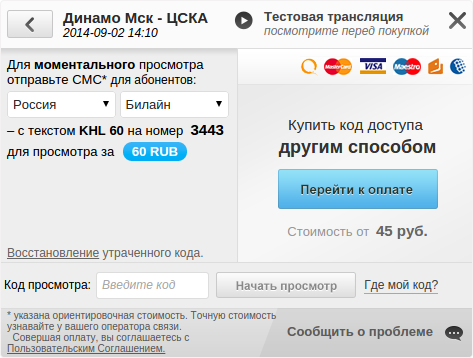 Динамо Мск - ЦСКА
2014-09-02 14:10
Тестовая трансляция
посмотрите перед покупкой
Для моментального просмотра
отправьте СМС* для абонентов:
Россия
Билайн
– с текстом KHL 60 на номер 3443
для просмотра за 60 RUB
Восстановление утраченного кода.
MasterCard
VISA
Maestro
Купить код доступа
другим способом
Перейти к оплате
Стоимость от 45 руб.
Код просмотра:
Введите код
Начать просмотр
Где мой код?
* указана ориентировочная стоимость. Точную стоимость
узнавайте у вашего оператора связи.
Совершая оплату, вы соглашаетесь с
Пользовательским Соглашением.
Сообщить о проблеме